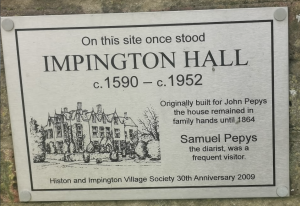 On this site once stood
IMPINGTON HALL
c.1590 – c.1952
Originally built for John Pepys
the house remained in
family hands until 1864
Samuel Pepys
the diarist, was a
frequent visitor.
Histon and Impington Village Society 30th Anniversary 2009